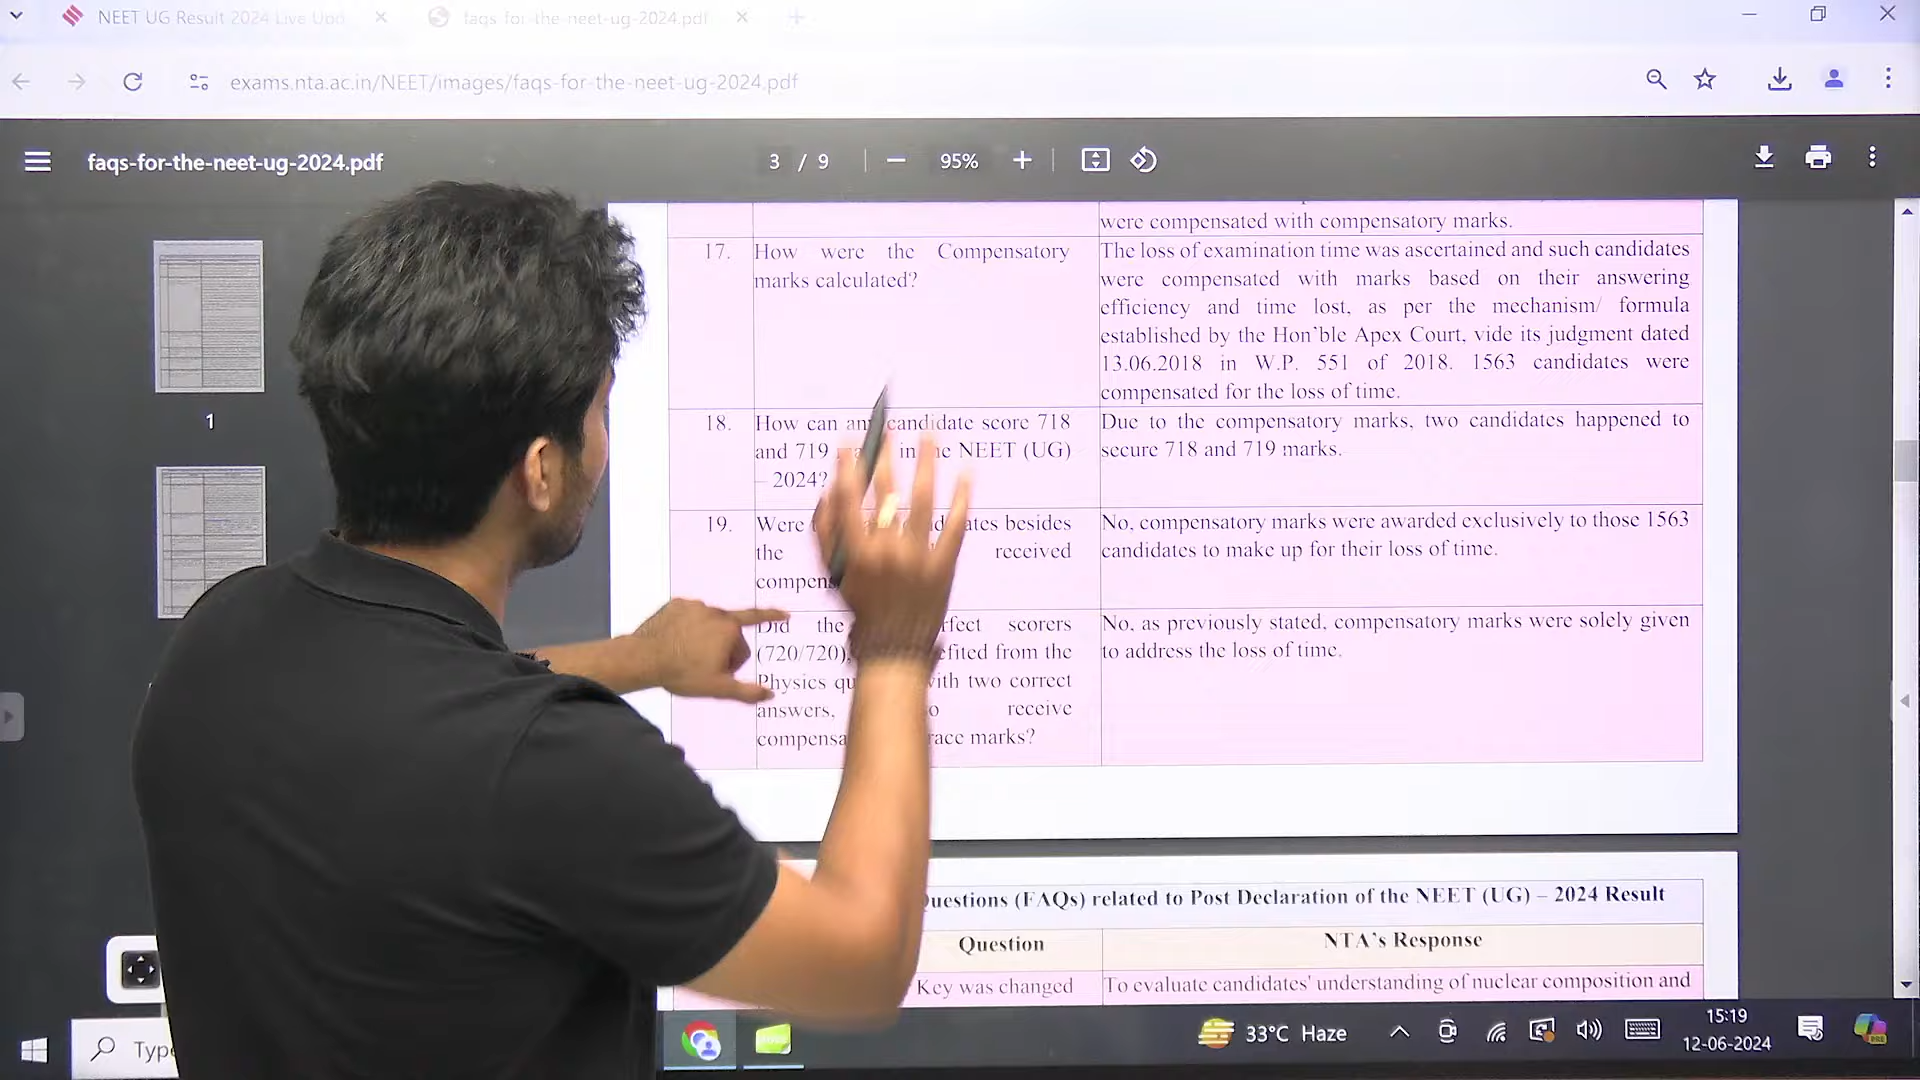 NEET UG Result 2024 Live Upd
faqs-for-the-neet-ug-2024.pdf
exams.nta.ac.in/NEET/images/faqs-for-the-neet-ug-2024.pdf
faqs-for-the-neet-ug-2024.pdf
3 / 9
95%
1
were compensated with compensatory marks.
17.
How were the Compensatory
marks calculated?
The loss of examination time was ascertained and such candidates
were compensated with marks based on their answering
efficiency and time lost, as per the mechanism/ formula
established by the Hon'ble Apex Court, vide its judgment dated
13.06.2018 in W.P. 551 of 2018. 1563 candidates were
compensated for the loss of time.
18.
How can any candidate score 718
and 719 in the NEET (UG)
– 2024?
Due to the compensatory marks, two candidates happened to
secure 718 and 719 marks.
19.
Were besides
the received
No, compensatory marks were awarded exclusively to those 1563
candidates to make up for their loss of time.
Did the scorers
(720/720), from the
Physics with two correct
answers, receive
marks?
No, as previously stated, compensatory marks were solely given
to address the loss of time.
Questions (FAQs) related to Post Declaration of the NEET (UG) – 2024 Result
Question
NTA's Response
Key was changed
To evaluate candidates' understanding of nuclear composition and
Type
33°C Haze
15:19
12-06-2024